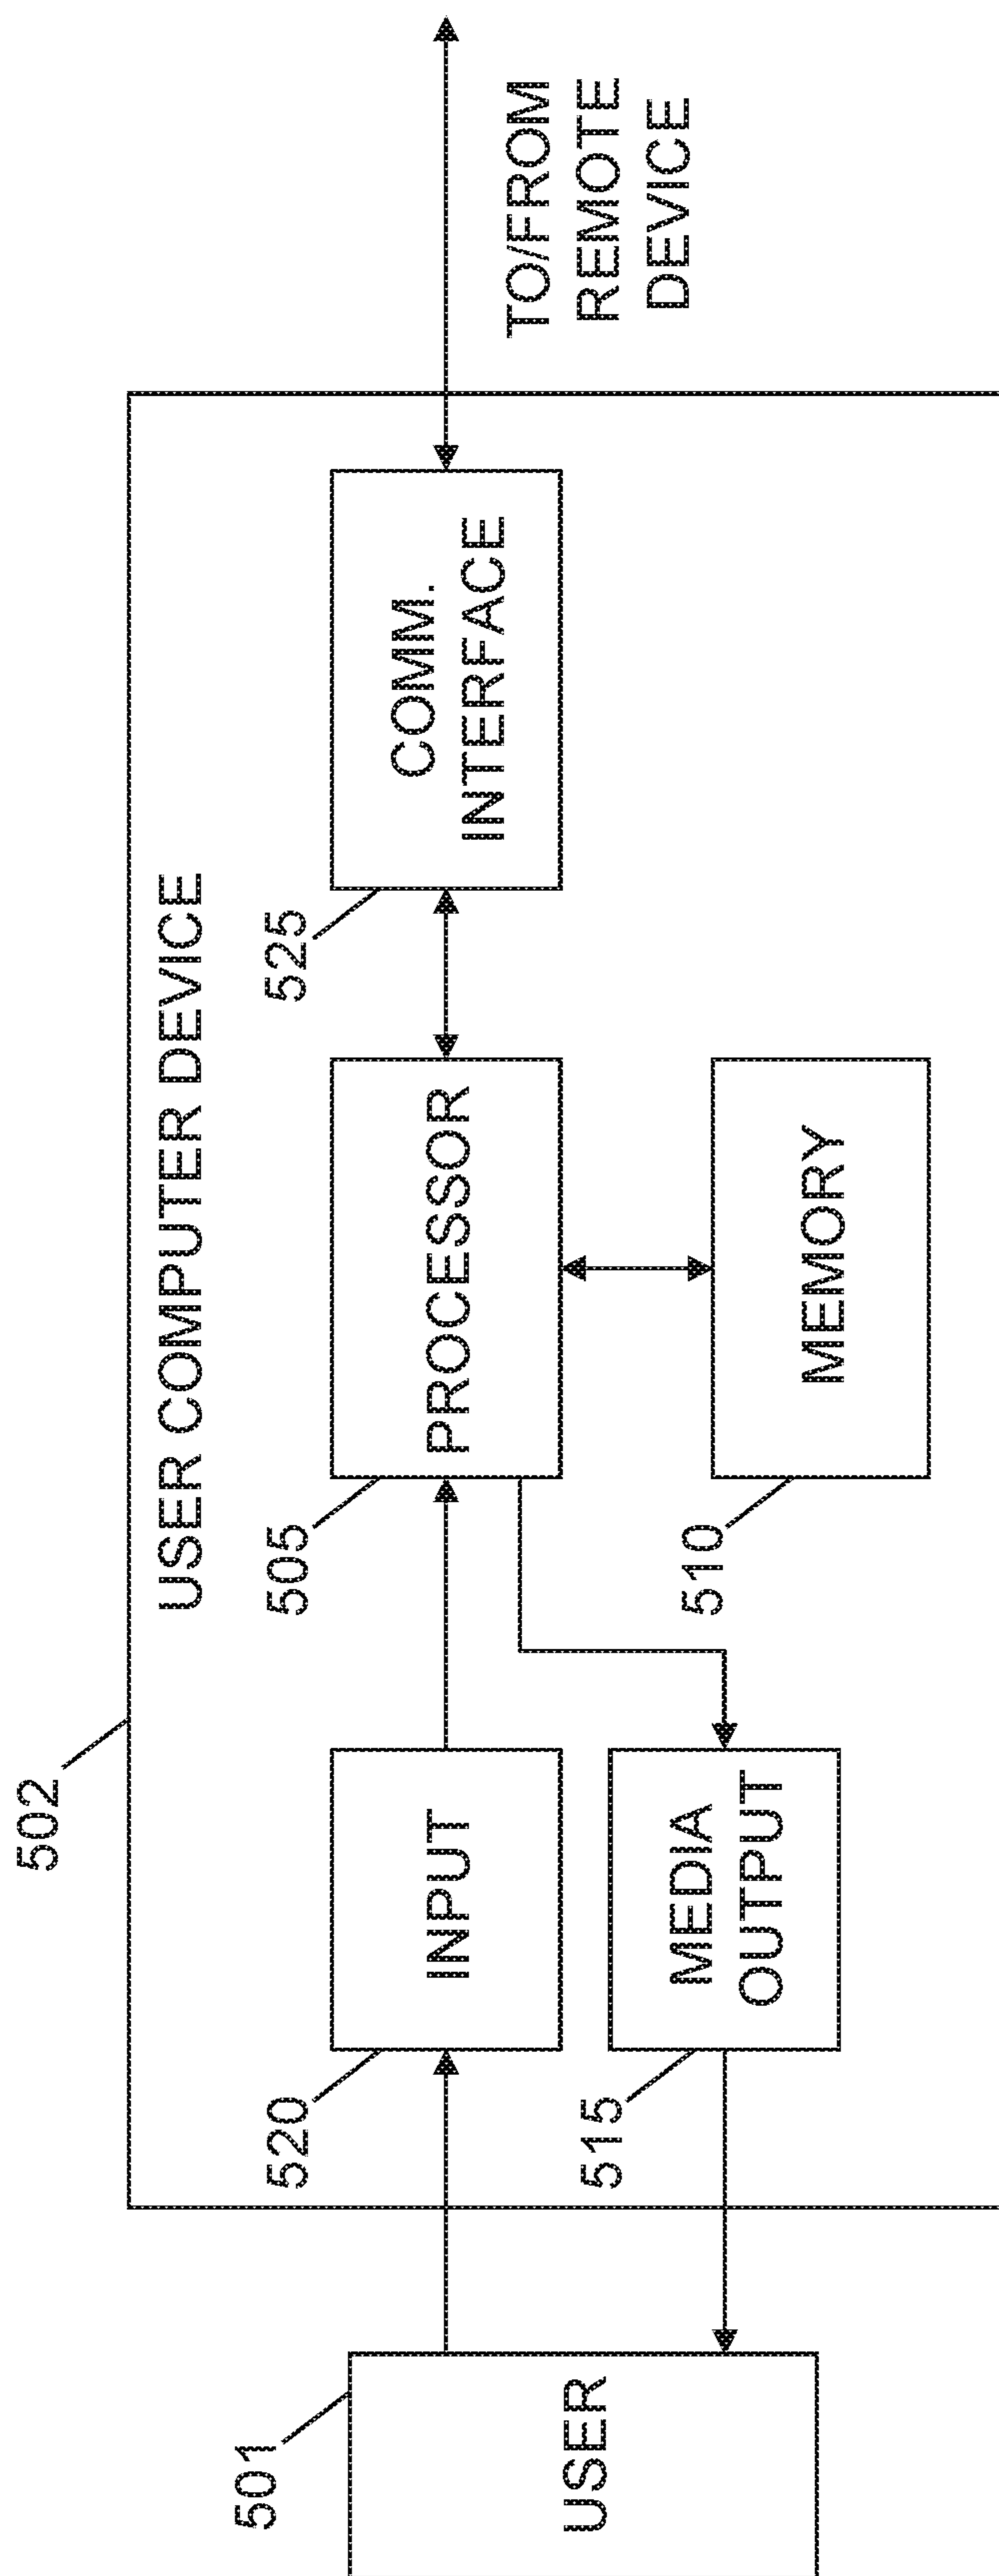 502
USER COMPUTER DEVICE
501
USER
520
INPUT
515
MEDIA
OUTPUT
505
PROCESSOR
510
MEMORY
525
COMM.
INTERFACE
TO/FROM
REMOTE
DEVICE